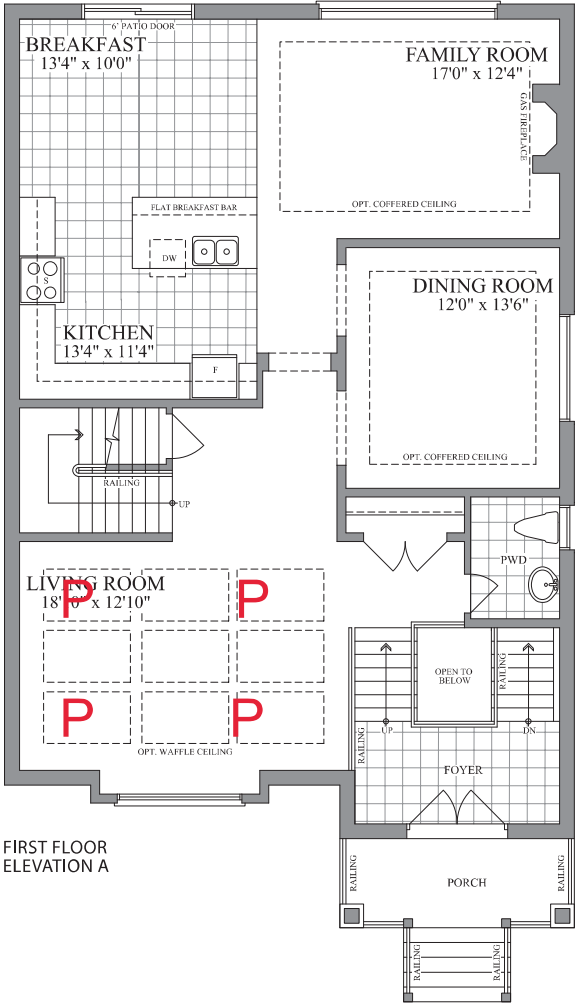 6' PATIO DOOR
BREAKFAST
13'4" x 10'0"
FAMILY ROOM
17'0" x 12'4"
GAS FIREPLACE
OPT. COFFERED CEILING
FLAT BREAKFAST BAR
DW
S
KITCHEN
13'4" x 11'4"
F
DINING ROOM
12'0" x 13'6"
OPT. COFFERED CEILING
RAILING
UP
PWD
LIVING ROOM
x 12'10"
P
P
P
P
OPT. WAFFLE CEILING
OPEN TO
BELOW
RAILING
RAILING
UP
DN
FOYER
PORCH
RAILING
RAILING
RAILING
RAILING
FIRST FLOOR
ELEVATION A